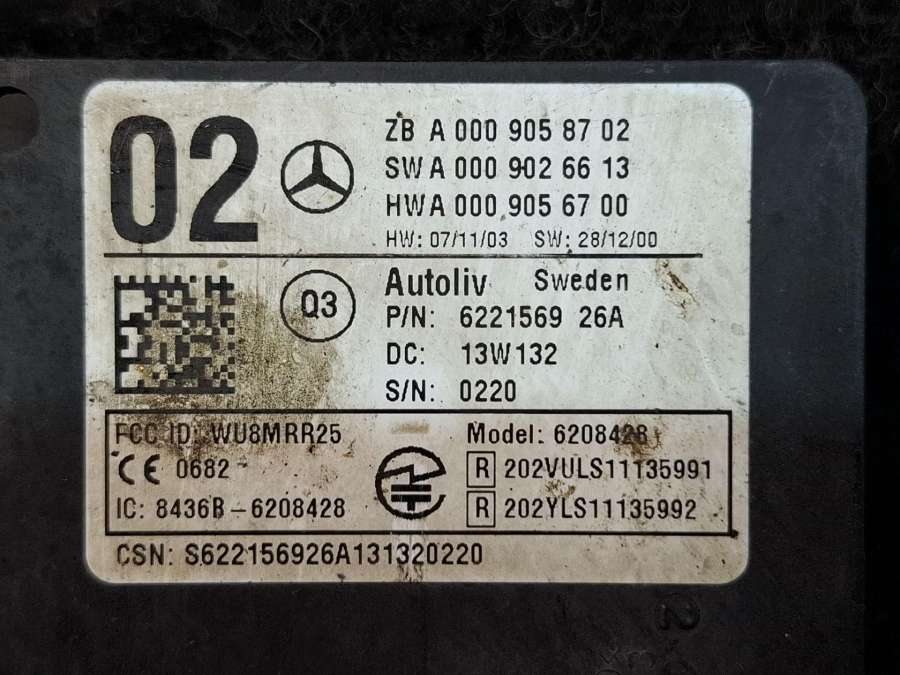 02
ZB A 000 905 87 02
SW A 000 902 66 13
HW A 000 905 67 00
HW: 07/11/03 SW: 28/12/00
Q3
Autoliv Sweden
P/N: 6221569 26A
DC: 13W132
S/N: 0220
FCC ID: WU8MRR25
Model: 6208428
CE 0682
R 202VULS11135991
IC: 8436B-6208428
R 202YLS11135992
CSN: S622156926A131320220
2